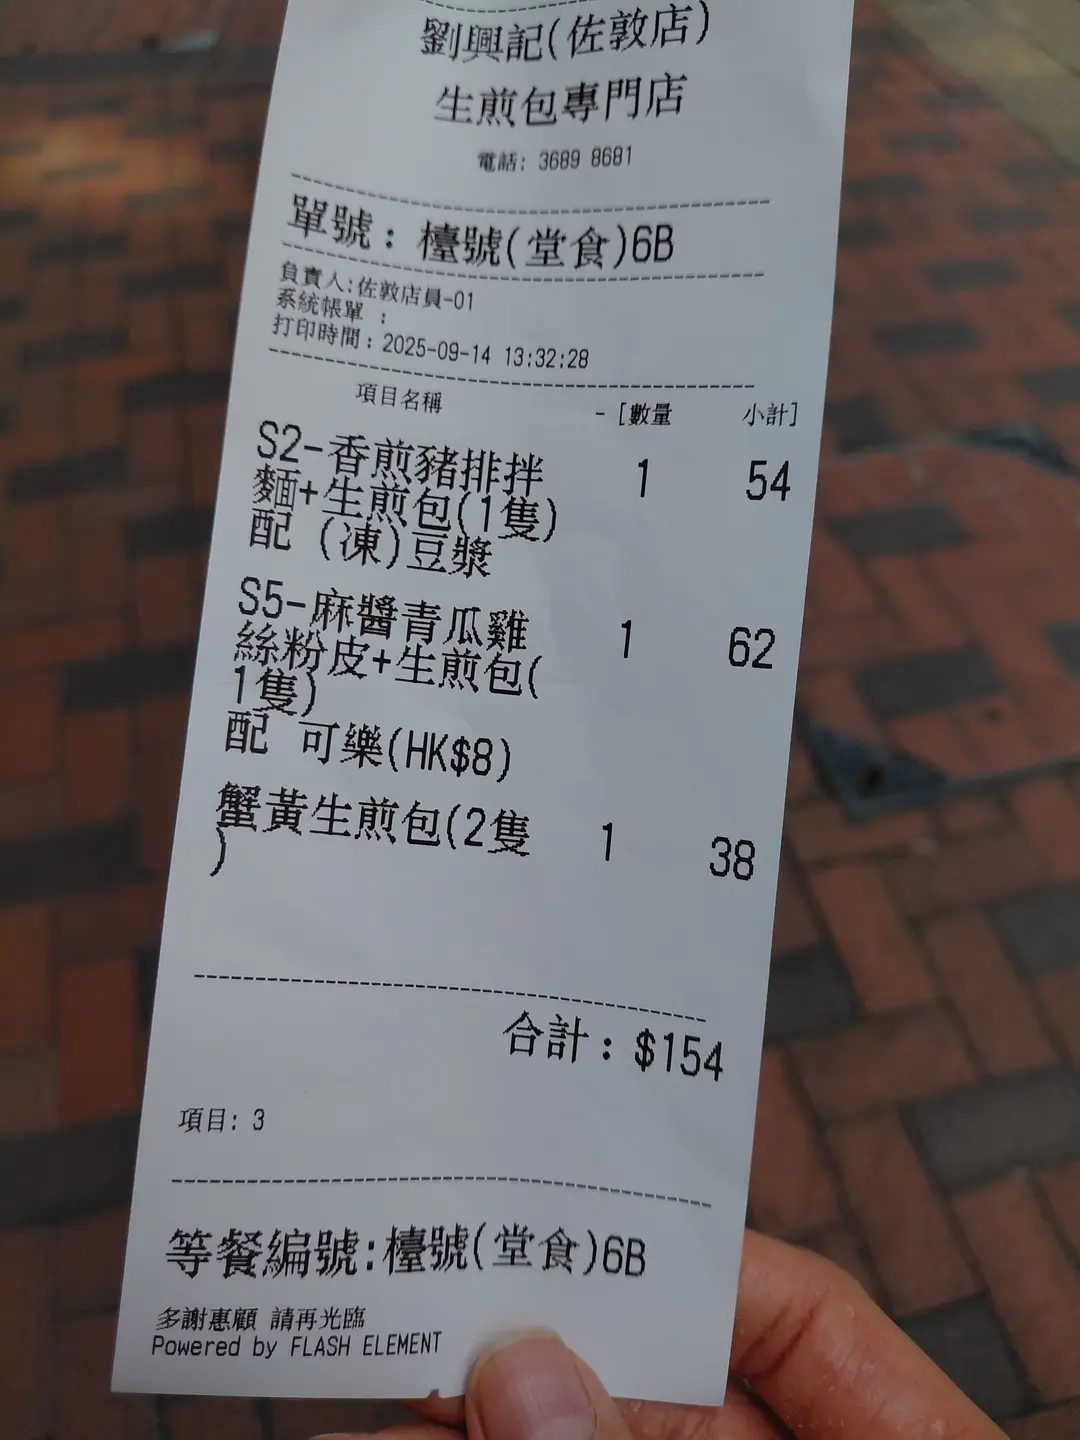 劉興記(佐敦店)
生煎包專門店
電話: 3689 8681
單號: 檯號(堂食)6B
負責人:佐敦店員-01
系統帳單 :
打印時間: 2025-09-14 13:32:28
項目名稱 -[數量 小計]
S2-香煎豬排拌 1 54
麵+生煎包(1隻)
配 (凍)豆漿
S5-麻醬青瓜雞 1 62
絲粉皮+生煎包(
1隻)
配 可樂(HK$8)
蟹黃生煎包(2隻 1 38
)
合計: $154
項目: 3
等餐編號:檯號(堂食)6B
多謝惠顧 請再光臨
Powered by FLASH ELEMENT